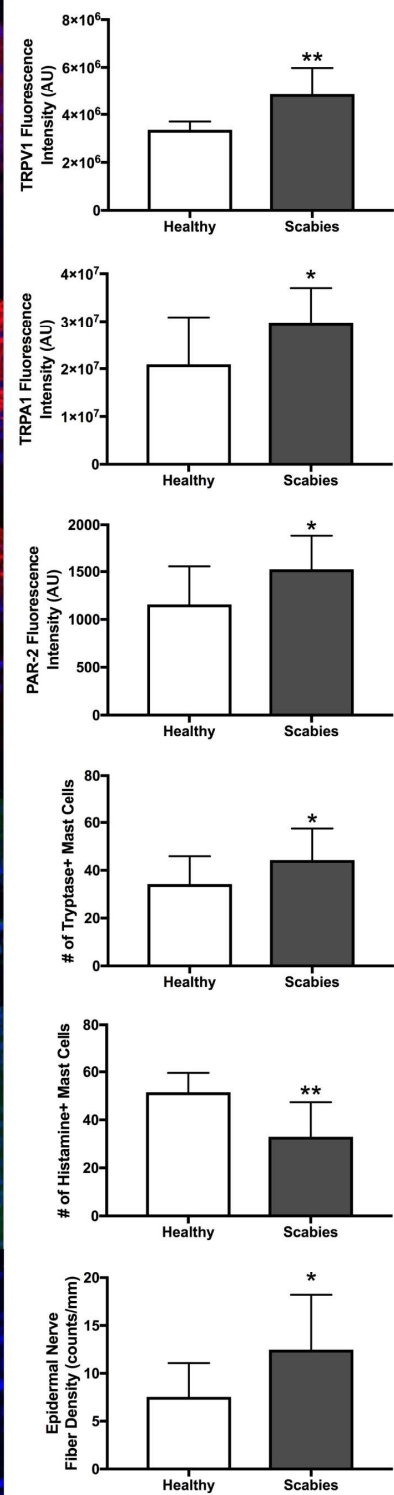 TRPV1 Fluorescence
Intensity (AU)
8×10⁶
6×10⁶
4×10⁶
2×10⁶
0
**
Healthy Scabies
TRPA1 Fluorescence
Intensity (AU)
4×10⁷
3×10⁷
2×10⁷
1×10⁷
0
*
Healthy Scabies
PAR-2 Fluorescence
Intensity (AU)
2000
1500
1000
500
0
*
Healthy Scabies
# of Tryptase+ Mast Cells
80
60
40
20
0
*
Healthy Scabies
# of Histamine+ Mast Cells
80
60
40
20
0
**
Healthy Scabies
Epidermal Nerve
Fiber Density (counts/mm)
20
15
10
5
0
*
Healthy Scabies